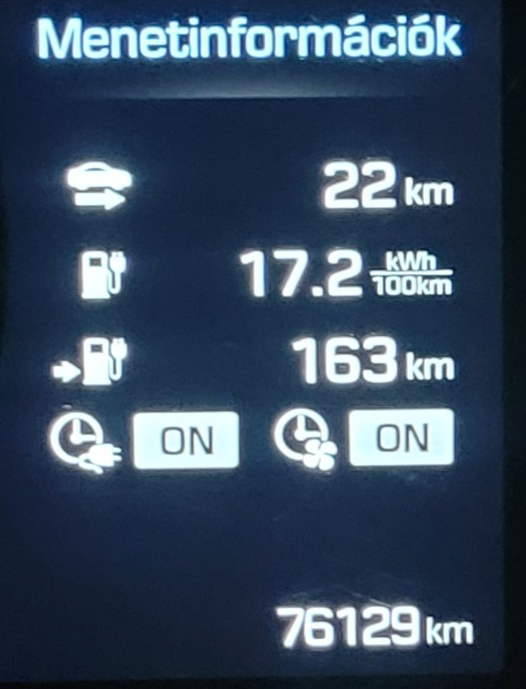 Menetinformációk
22 km
17.2 kWh/100km
163 km
ON ON
76129 km